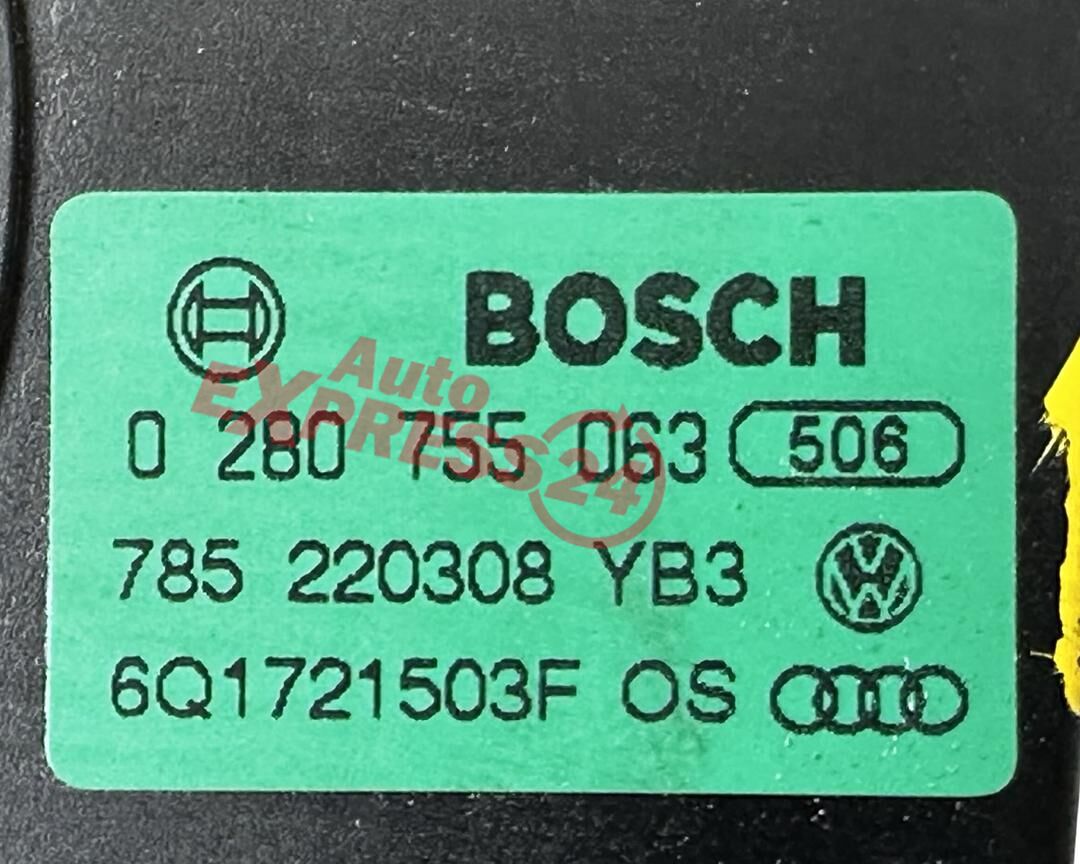 BOSCH
Auto
EXPRESS24
0 280 755 063 506
785 220308 YB3
6Q1721503F OS